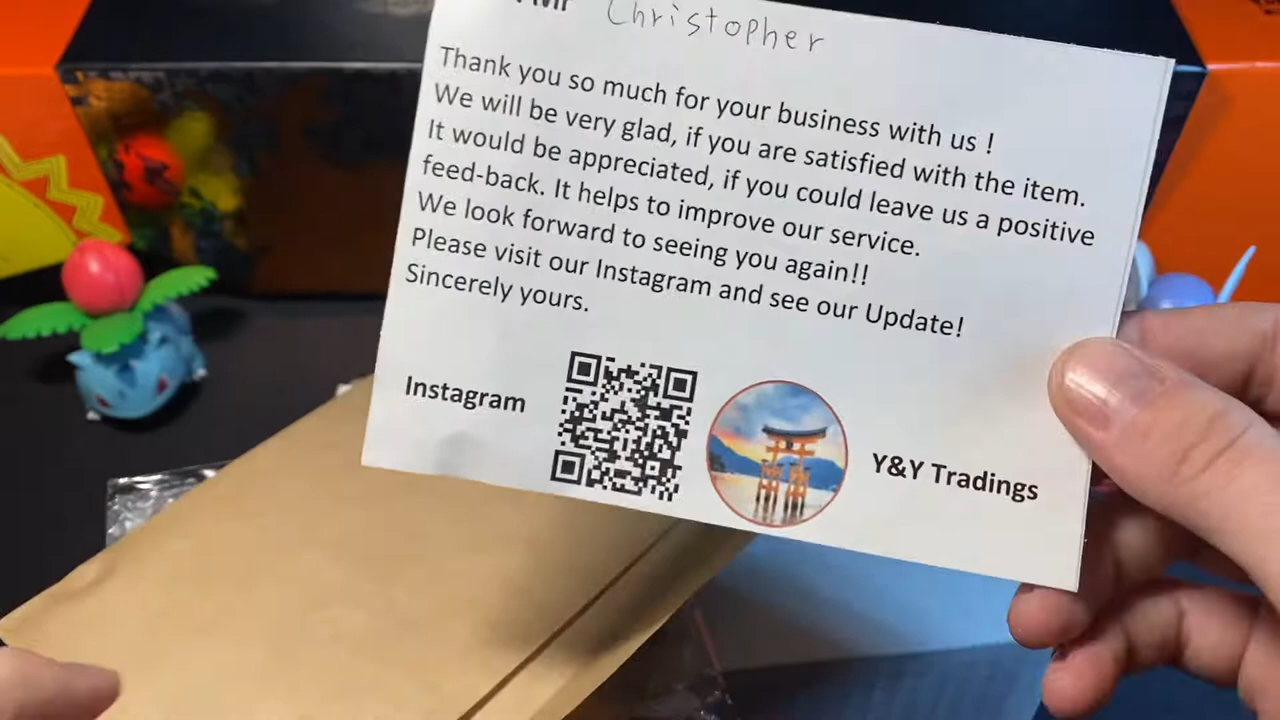 Christopher
Thank you so much for your business with us !
We will be very glad, if you are satisfied with the item.
It would be appreciated, if you could leave us a positive
feed-back. It helps to improve our service.
We look forward to seeing you again!!
Please visit our Instagram and see our Update!
Sincerely yours.
Instagram
Y&Y Tradings